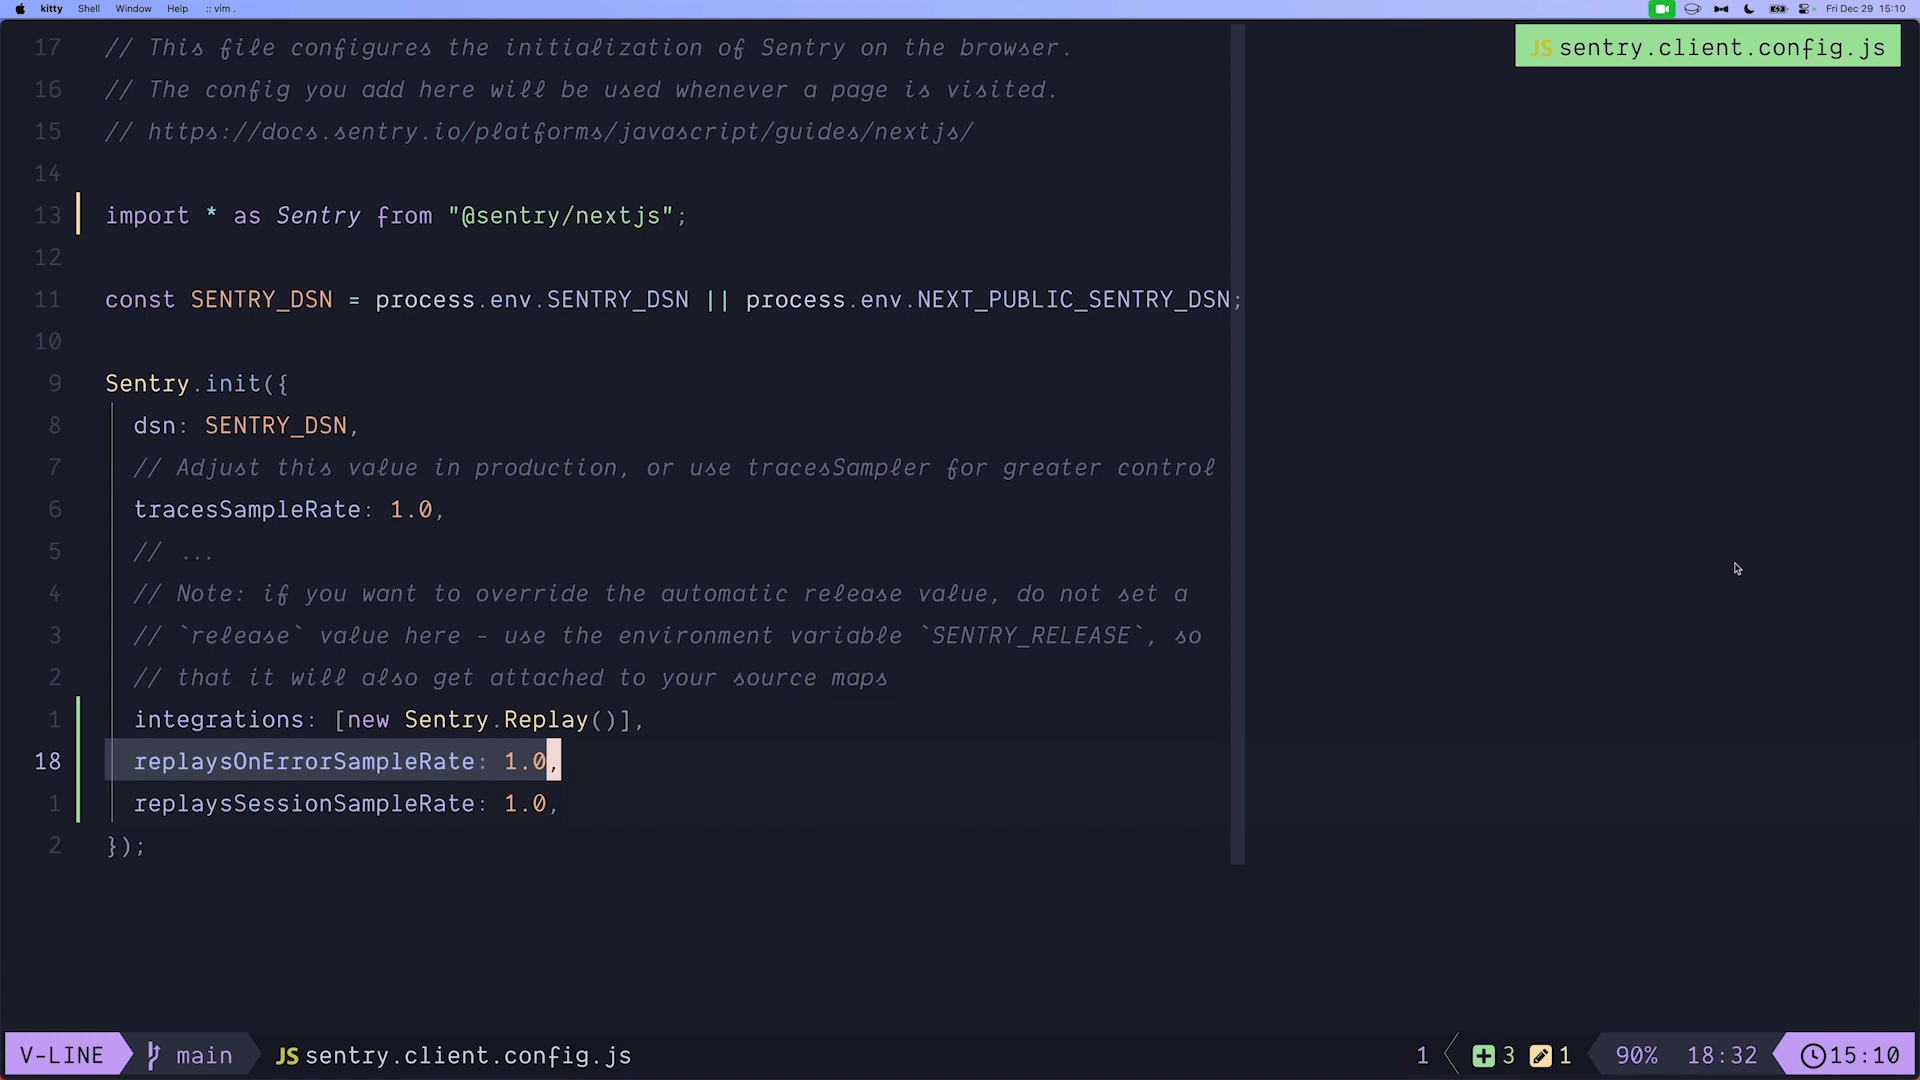 kitty Shell Window Help :: vim . Fri Dec 29 15:10
JS sentry.client.config.js
17 // This file configures the initialization of Sentry on the browser.
16 // The config you add here will be used whenever a page is visited.
15 // https://docs.sentry.io/platforms/javascript/guides/nextjs/
14
13 import * as Sentry from "@sentry/nextjs";
12
11 const SENTRY_DSN = process.env.SENTRY_DSN || process.env.NEXT_PUBLIC_SENTRY_DSN;
10
9 Sentry.init({
8 dsn: SENTRY_DSN,
7 // Adjust this value in production, or use tracesSampler for greater control
6 tracesSampleRate: 1.0,
5 // ...
4 // Note: if you want to override the automatic release value, do not set a
3 // `release` value here - use the environment variable `SENTRY_RELEASE`, so
2 // that it will also get attached to your source maps
1 integrations: [new Sentry.Replay()],
18 replaysOnErrorSampleRate: 1.0,
1 replaysSessionSampleRate: 1.0,
2 });
V-LINE main JS sentry.client.config.js 1 3 1 90% 18:32 15:10